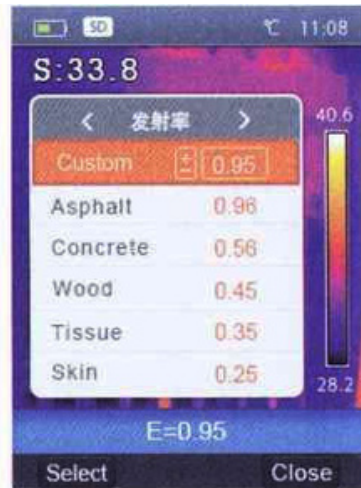 SD ℃ 11:08
S:33.8
< 发射率 >
40.6
Custom ± 0.95
Asphalt 0.96
Concrete 0.56
Wood 0.45
Tissue 0.35
Skin 0.25
28.2
E=0.95
Select Close